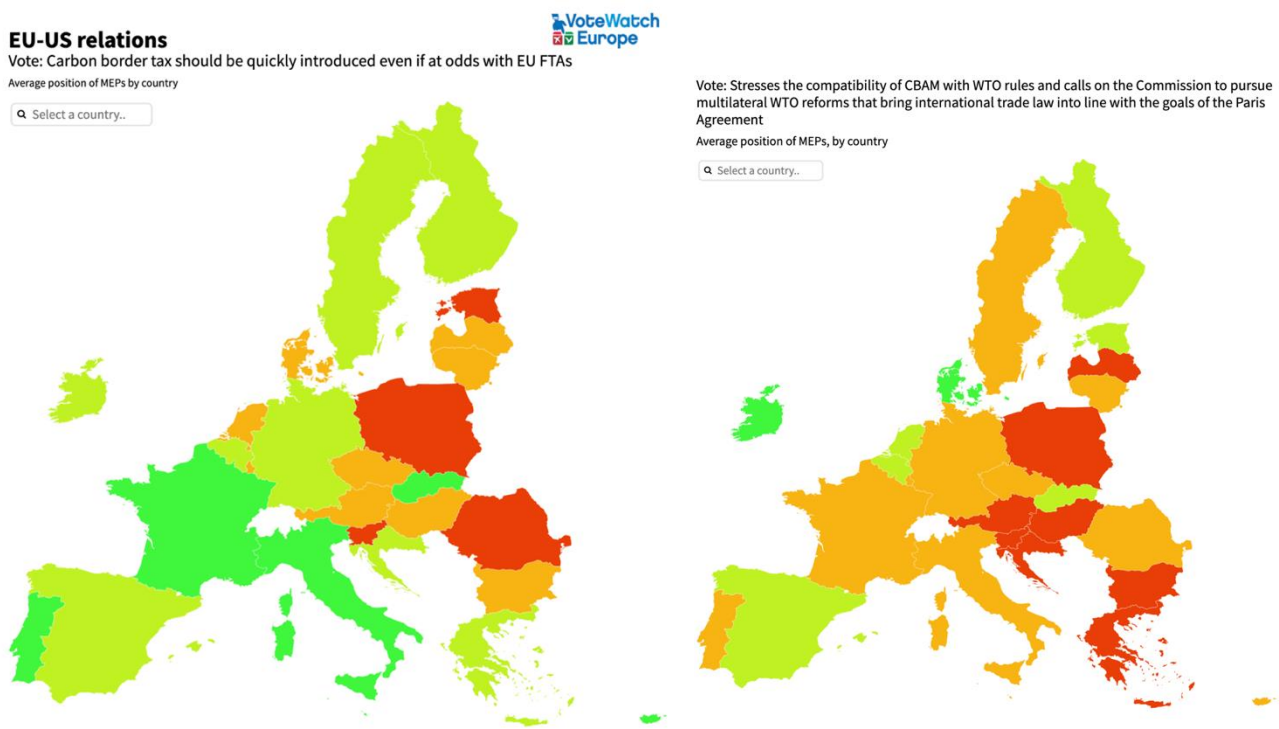 VoteWatch
Europe
EU-US relations
Vote: Carbon border tax should be quickly introduced even if at odds with EU FTAs
Average position of MEPs by country
Select a country..
Vote: Stresses the compatibility of CBAM with WTO rules and calls on the Commission to pursue
multilateral WTO reforms that bring international trade law into line with the goals of the Paris
Agreement
Average position of MEPs, by country
Select a country..